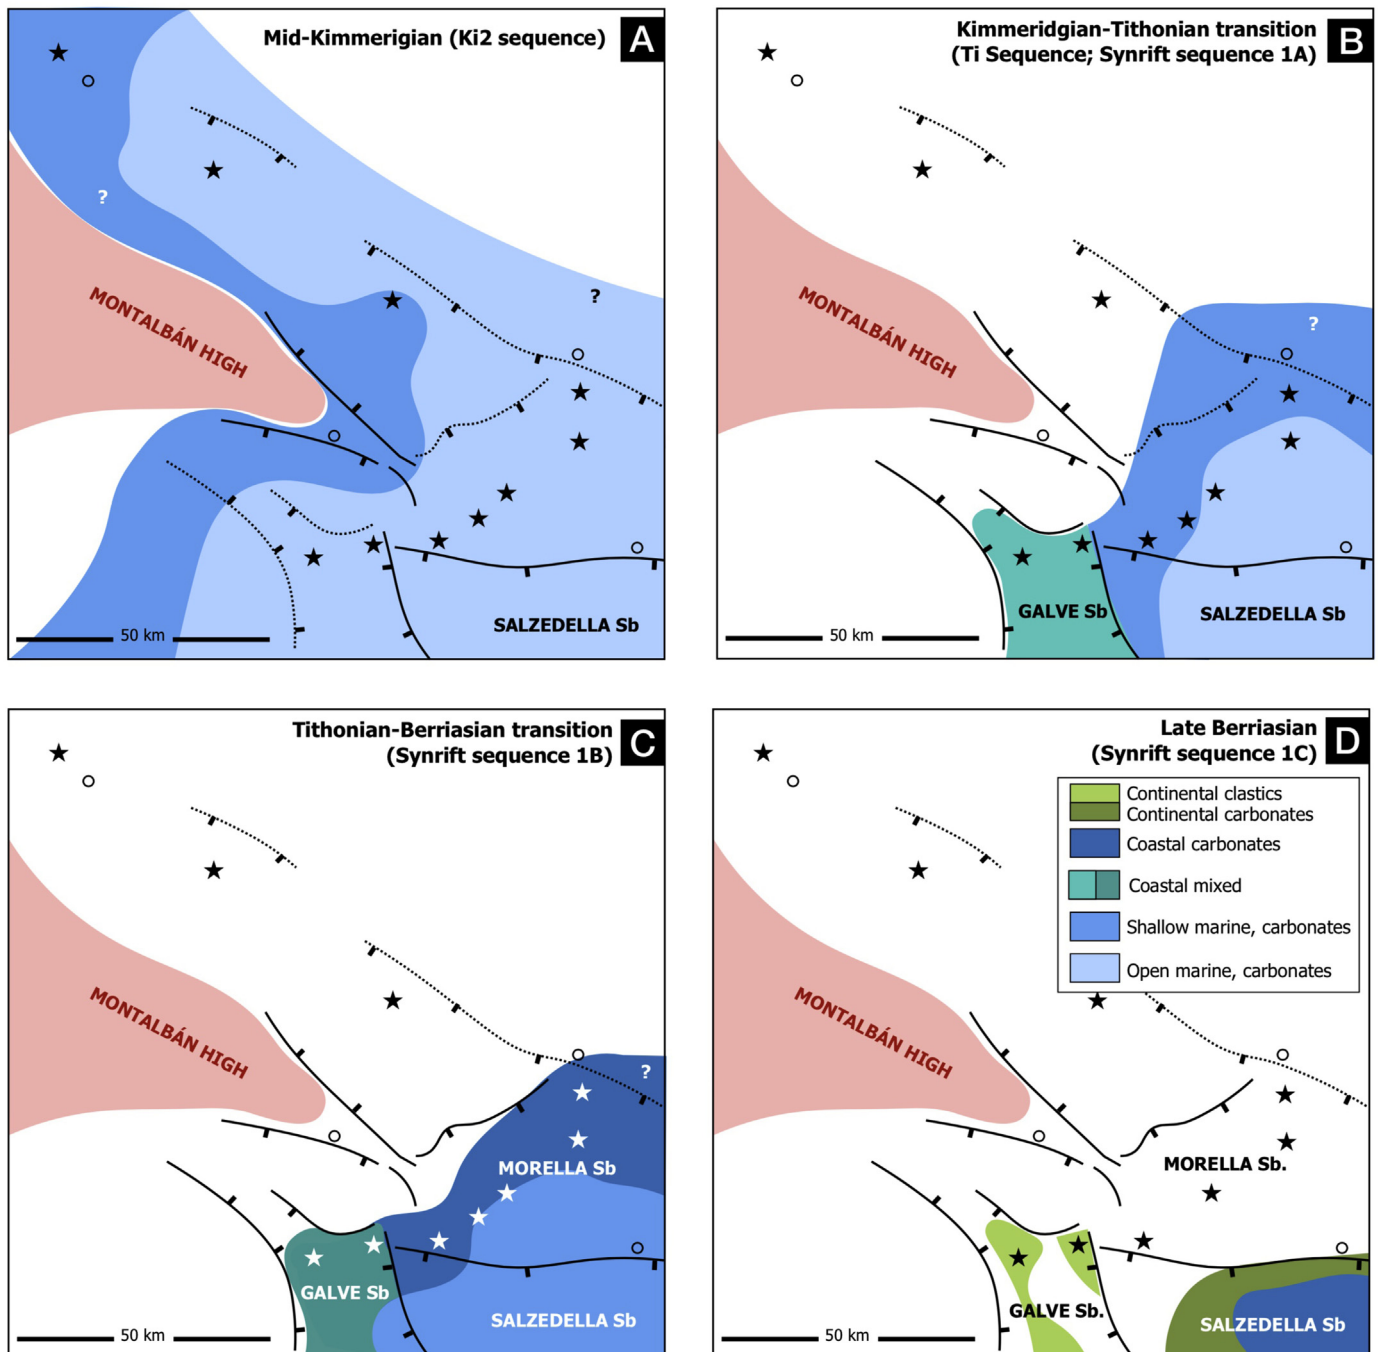 Mid-Kimmerigian (Ki2 sequence)
A
?
?
MONTALBÁN HIGH
SALZEDELLA Sb
50 km
Kimmeridgian-Tithonian transition
(Ti Sequence; Synrift sequence 1A)
B
?
MONTALBÁN HIGH
GALVE Sb
SALZEDELLA Sb
50 km
Tithonian-Berriasian transition
(Synrift sequence 1B)
C
?
MONTALBÁN HIGH
MORELLA Sb
GALVE Sb
SALZEDELLA Sb
50 km
Late Berriasian
(Synrift sequence 1C)
D
Continental clastics
Continental carbonates
Coastal carbonates
Coastal mixed
Shallow marine, carbonates
Open marine, carbonates
MONTALBÁN HIGH
MORELLA Sb.
GALVE Sb.
SALZEDELLA Sb
50 km